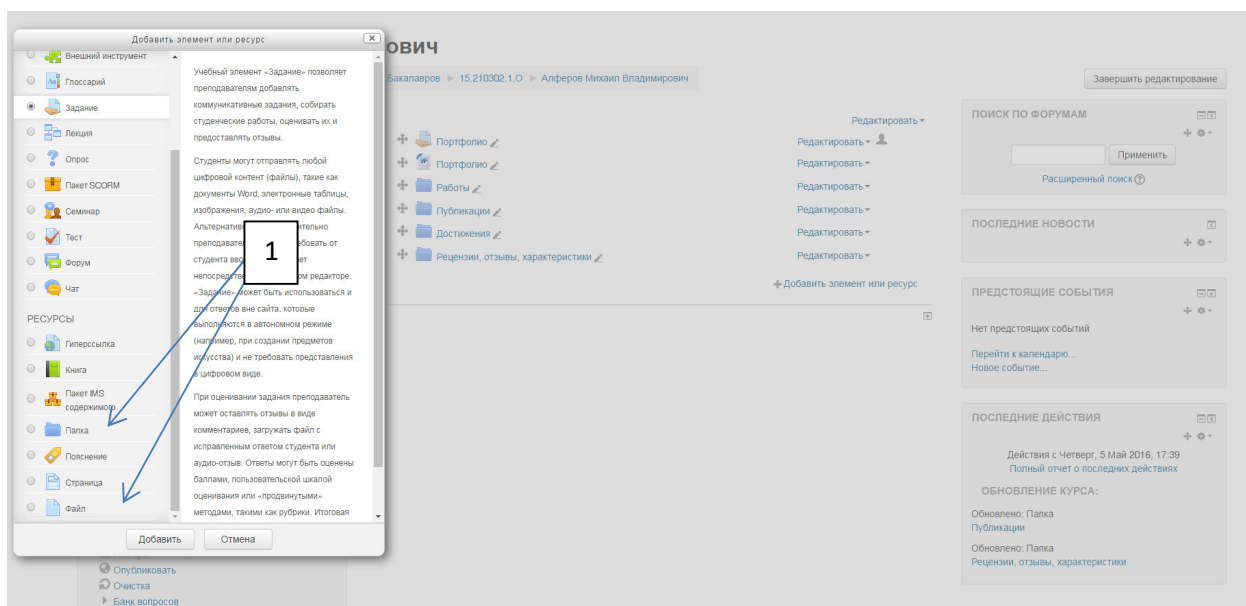 Добавить элемент или ресурс
Внешний инструмент
Глоссарий
Задание
Лекция
Опрос
Пакет SCORM
Семинар
Тест
Форум
Чат
РЕСУРСЫ
Гиперссылка
Книга
Пакет IMS
содержимого
Папка
Пояснение
Страница
Файл
Учебный элемент «Задание» позволяет
преподавателям добавлять
коммуникативные задания, собирать
студенческие работы, оценивать их и
предоставлять отзывы.
Студенты могут отправлять любой
цифровой контент (файлы), такие как
документы Word, электронные таблицы,
изображения, аудио- или видео файлы.
1
непосредстве
ом редакторе.
«Задание» может быть использоваться и
для ответов вне сайта, которые
выполняются в автономном режиме
(например, при создании предметов
искусства) и не требовать представления
в цифровом виде.
При оценивании задания преподаватель
может оставлять отзывы в виде
комментариев, загружать файл с
исправленным ответом студента или
аудио-отзыв. Ответы могут быть оценены
баллами, пользовательской шкалой
оценивания или «продвинутыми»
методами, такими как рубрики. Итоговая
Добавить
Отмена
ович
Бакалавров ▶ 15.210302.1.О ▶ Алферов Михаил Владимирович
Завершить редактирование
Редактировать
Портфолио Редактировать
Портфолио Редактировать
Работы Редактировать
Публикации Редактировать
Достижения Редактировать
Рецензии, отзывы, характеристики Редактировать
Добавить элемент или ресурс
ПОИСК ПО ФОРУМАМ
Применить
Расширенный поиск
ПОСЛЕДНИЕ НОВОСТИ
ПРЕДСТОЯЩИЕ СОБЫТИЯ
Нет предстоящих событий
Перейти к календарю...
Новое событие...
ПОСЛЕДНИЕ ДЕЙСТВИЯ
Действия с Четверг, 5 Май 2016, 17:39
Полный отчет о последних действиях
ОБНОВЛЕНИЕ КУРСА:
Обновлено: Папка
Публикации
Обновлено: Папка
Рецензии, отзывы, характеристики
Опубликовать
Очистка
Банк вопросов